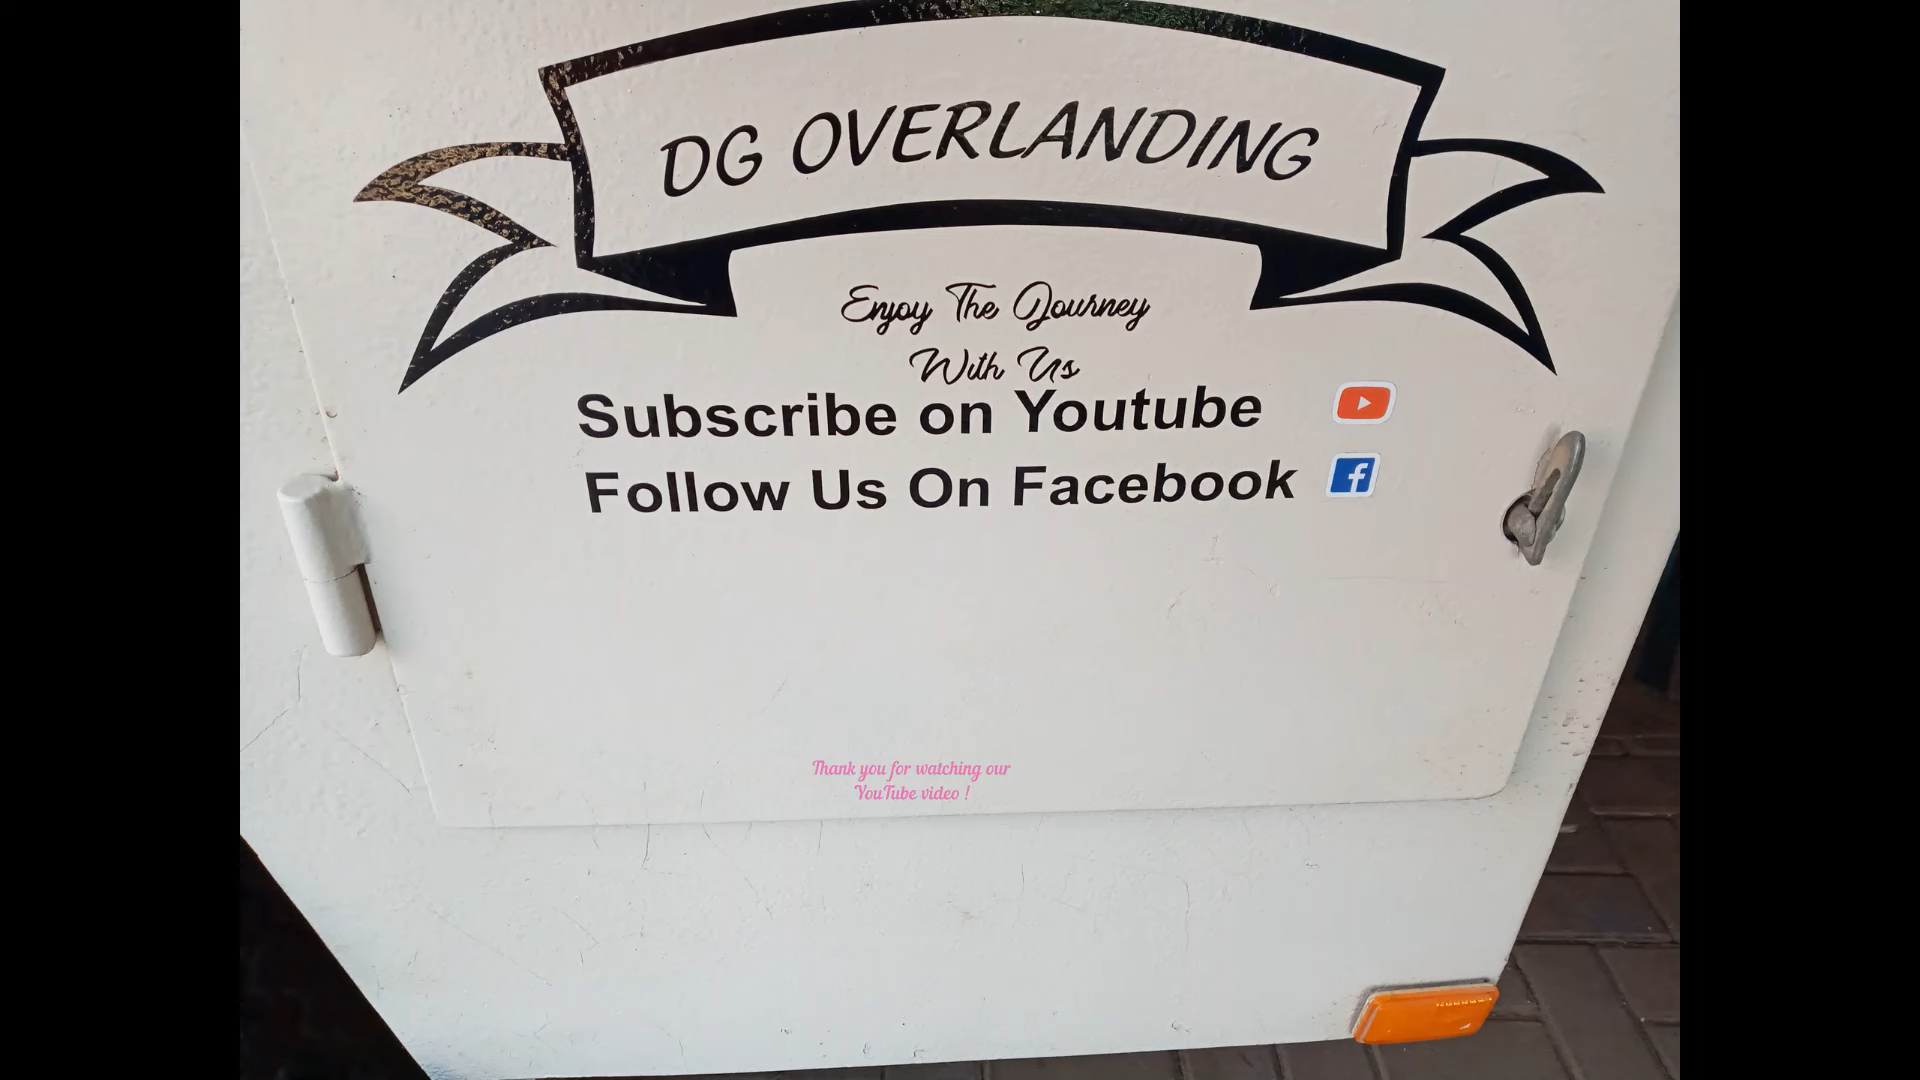 DG OVERLANDING
Enjoy The Journey
With Us
Subscribe on Youtube
Follow Us On Facebook
Thank you for watching our
YouTube video !